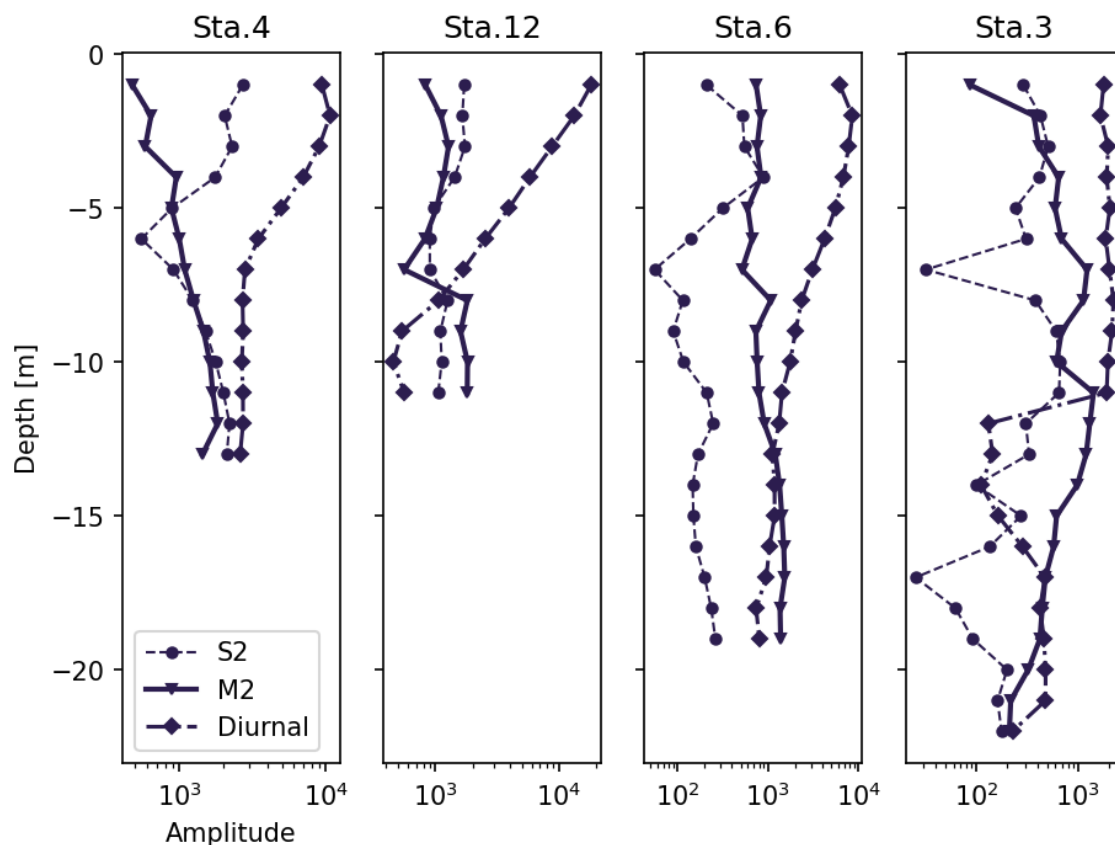 Sta.4 Sta.12 Sta.6 Sta.3
0
−5
−10
−15
−20
Depth [m]
S2
M2
Diurnal
10³ 10⁴ 10³ 10⁴ 10² 10³ 10⁴ 10² 10³
Amplitude